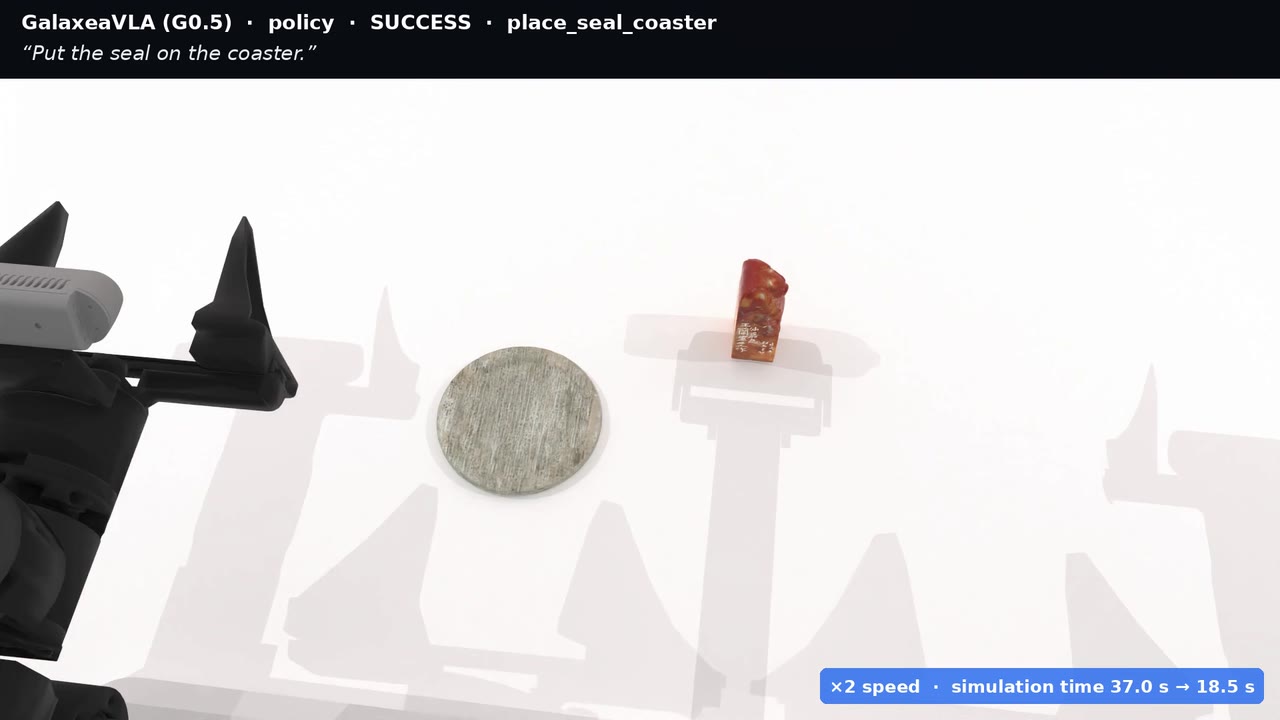 GalaxeaVLA (G0.5)  ·  policy  ·  SUCCESS  ·  place_seal_coaster
“Put the seal on the coaster.”
×2 speed  ·  simulation time 37.0 s → 18.5 s